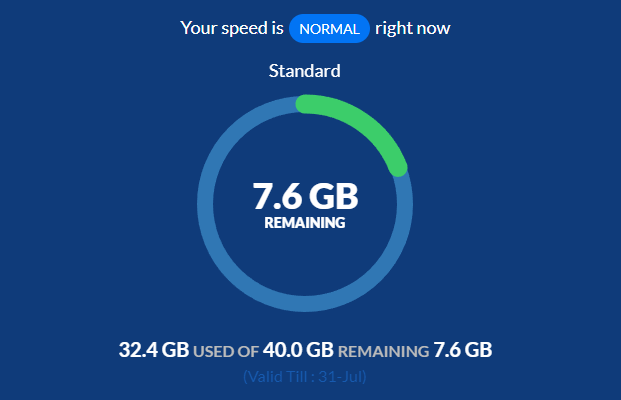 Your speed is NORMAL right now
Standard
7.6 GB
REMAINING
32.4 GB USED OF 40.0 GB REMAINING 7.6 GB
(Valid Till : 31-Jul)